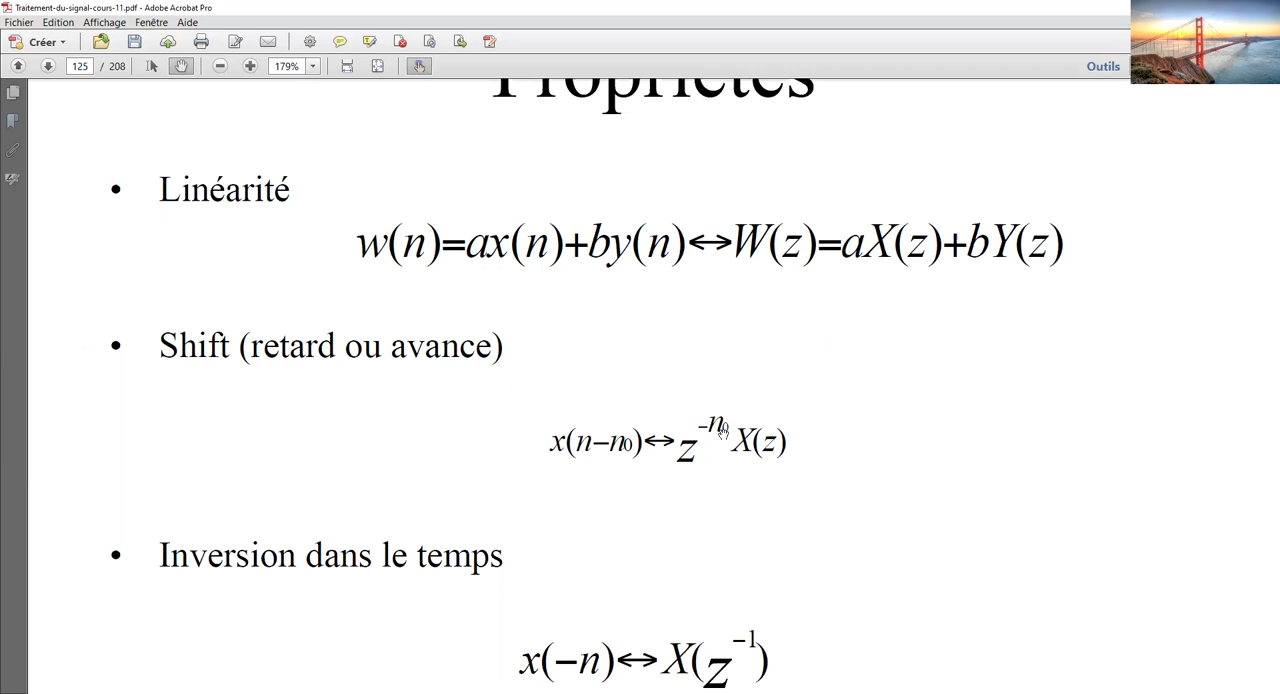 Traitement-du-signal-cours-11.pdf - Adobe Acrobat Pro
Fichier Edition Affichage Fenêtre Aide
Créer
125 / 208 179% Outils
Propriétés
• Linéarité
w(n)=ax(n)+by(n)↔W(z)=aX(z)+bY(z)
• Shift (retard ou avance)
x(n−n₀)↔z^{−n₀}X(z)
• Inversion dans le temps
x(−n)↔X(z^{−1})